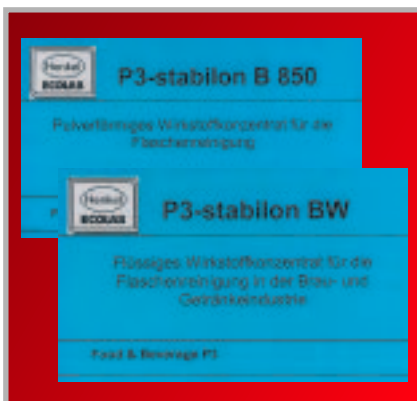 Henkel
ECOLAB
P3-stabilon B 850
Pulverförmiges Wirkstoffkonzentrat für die
Flaschenreinigung
Henkel
ECOLAB
P3-stabilon BW
Flüssiges Wirkstoffkonzentrat für die
Flaschenreinigung in der Brau- und
Getränkeindustrie
Food & Beverage P3